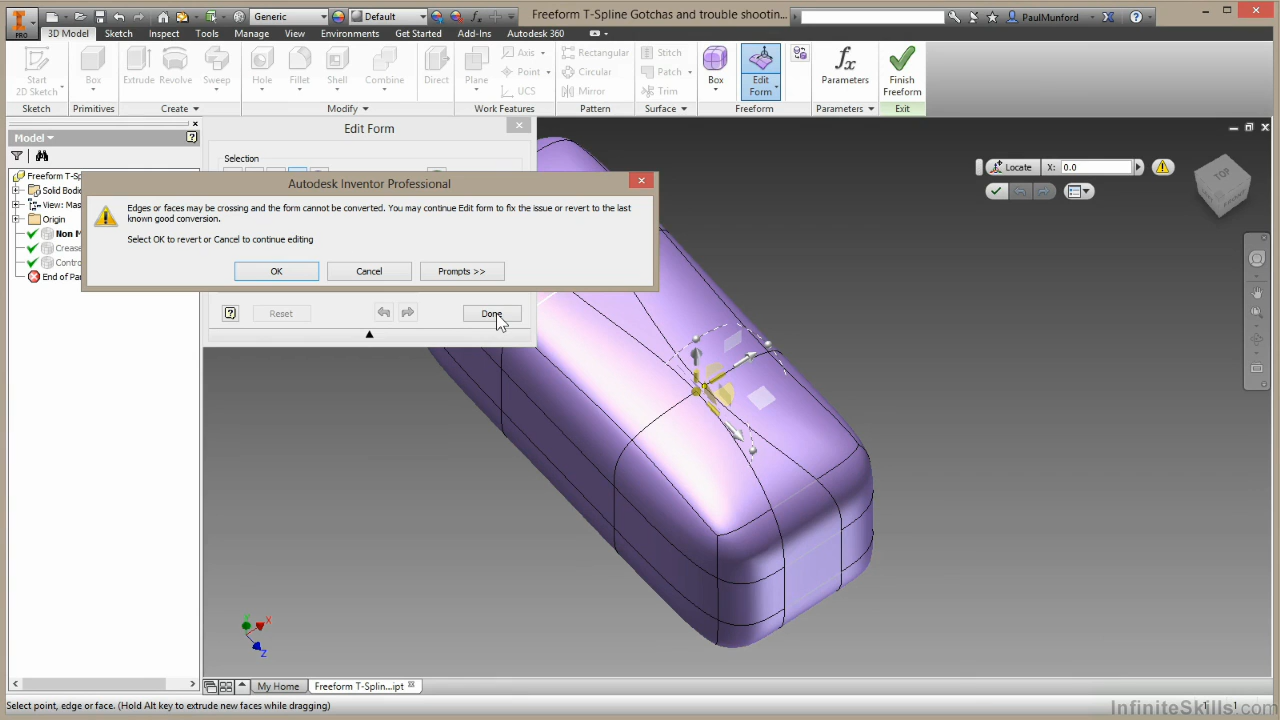 Generic
Default
Freeform T-Spline Gotchas and trouble shootin...
PaulMunford
PRO
3D Model
Sketch
Inspect
Tools
Manage
View
Environments
Get Started
Add-Ins
Autodesk 360
Start
2D Sketch
Box
Extrude
Revolve
Sweep
Hole
Fillet
Shell
Combine
Direct
Plane
Axis
Point
UCS
Rectangular
Circular
Mirror
Stitch
Patch
Trim
Box
Edit
Form
Parameters
Finish
Freeform
Sketch
Primitives
Create
Modify
Work Features
Pattern
Surface
Freeform
Parameters
Exit
Model
Edit Form
Selection
Freeform T-Sp
Solid Bodi
View: Mas
Origin
Non M
Crease
Contro
End of Pa
Autodesk Inventor Professional
Edges or faces may be crossing and the form cannot be converted. You may continue Edit form to fix the issue or revert to the last
known good conversion.
Select OK to revert or Cancel to continue editing
OK
Cancel
Prompts >>
Reset
Done
Locate
X:
0.0
TOP
Y
X
Z
My Home
Freeform T-Splin...ipt
Select point, edge or face. (Hold Alt key to extrude new faces while dragging)
1
1
InfiniteSkills.com